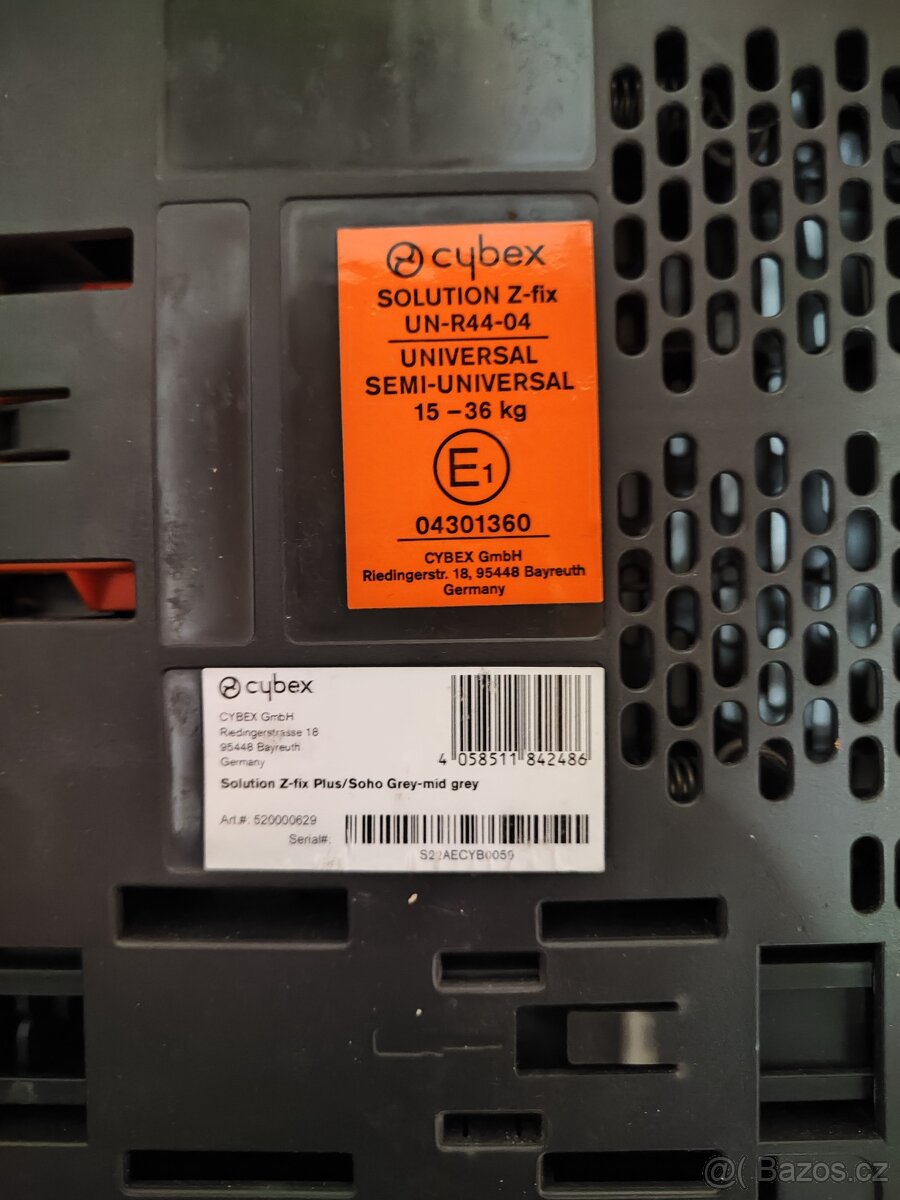 cybex
SOLUTION Z-fix
UN-R44-04
UNIVERSAL
SEMI-UNIVERSAL
15 – 36 kg
E1
04301360
CYBEX GmbH
Riedingerstr. 18, 95448 Bayreuth
Germany
cybex
CYBEX GmbH
Riedingerstrasse 18
95448 Bayreuth
Germany
4 058511 842486
Solution Z-fix Plus/Soho Grey-mid grey
Art.#: 520000629
Serial#:
@( Bazos.cz